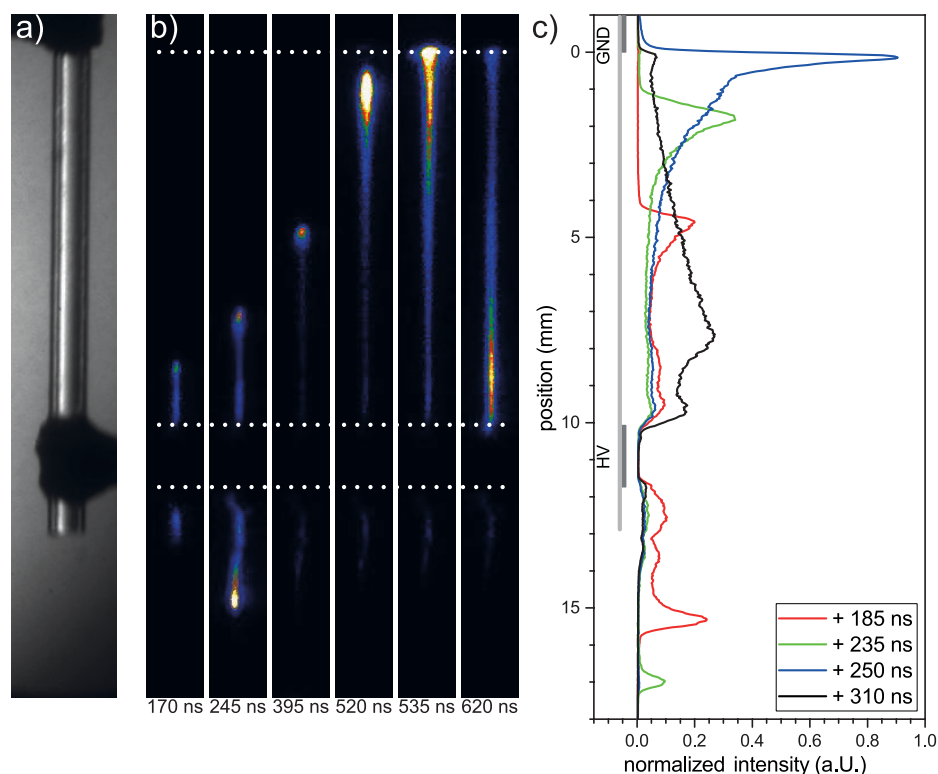 a)
b)
170 ns 245 ns 395 ns 520 ns 535 ns 620 ns
c)
GND
HV
0
5
10
15
position (mm)
+ 185 ns
+ 235 ns
+ 250 ns
+ 310 ns
0.0 0.2 0.4 0.6 0.8 1.0
normalized intensity (a.U.)